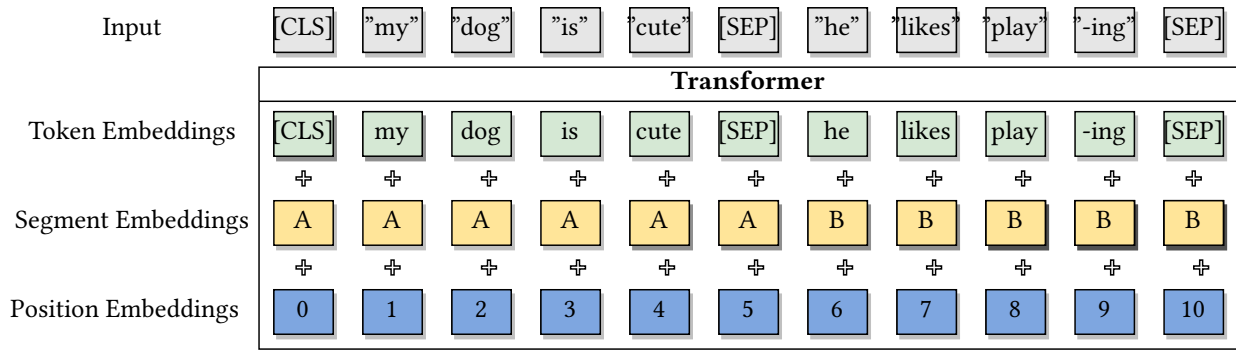 Input [CLS] ”my” ”dog” ”is” ”cute” [SEP] ”he” ”likes” ”play” ”-ing” [SEP]
Transformer
Token Embeddings [CLS] my dog is cute [SEP] he likes play -ing [SEP]
Segment Embeddings A A A A A A B B B B B
Position Embeddings 0 1 2 3 4 5 6 7 8 9 10